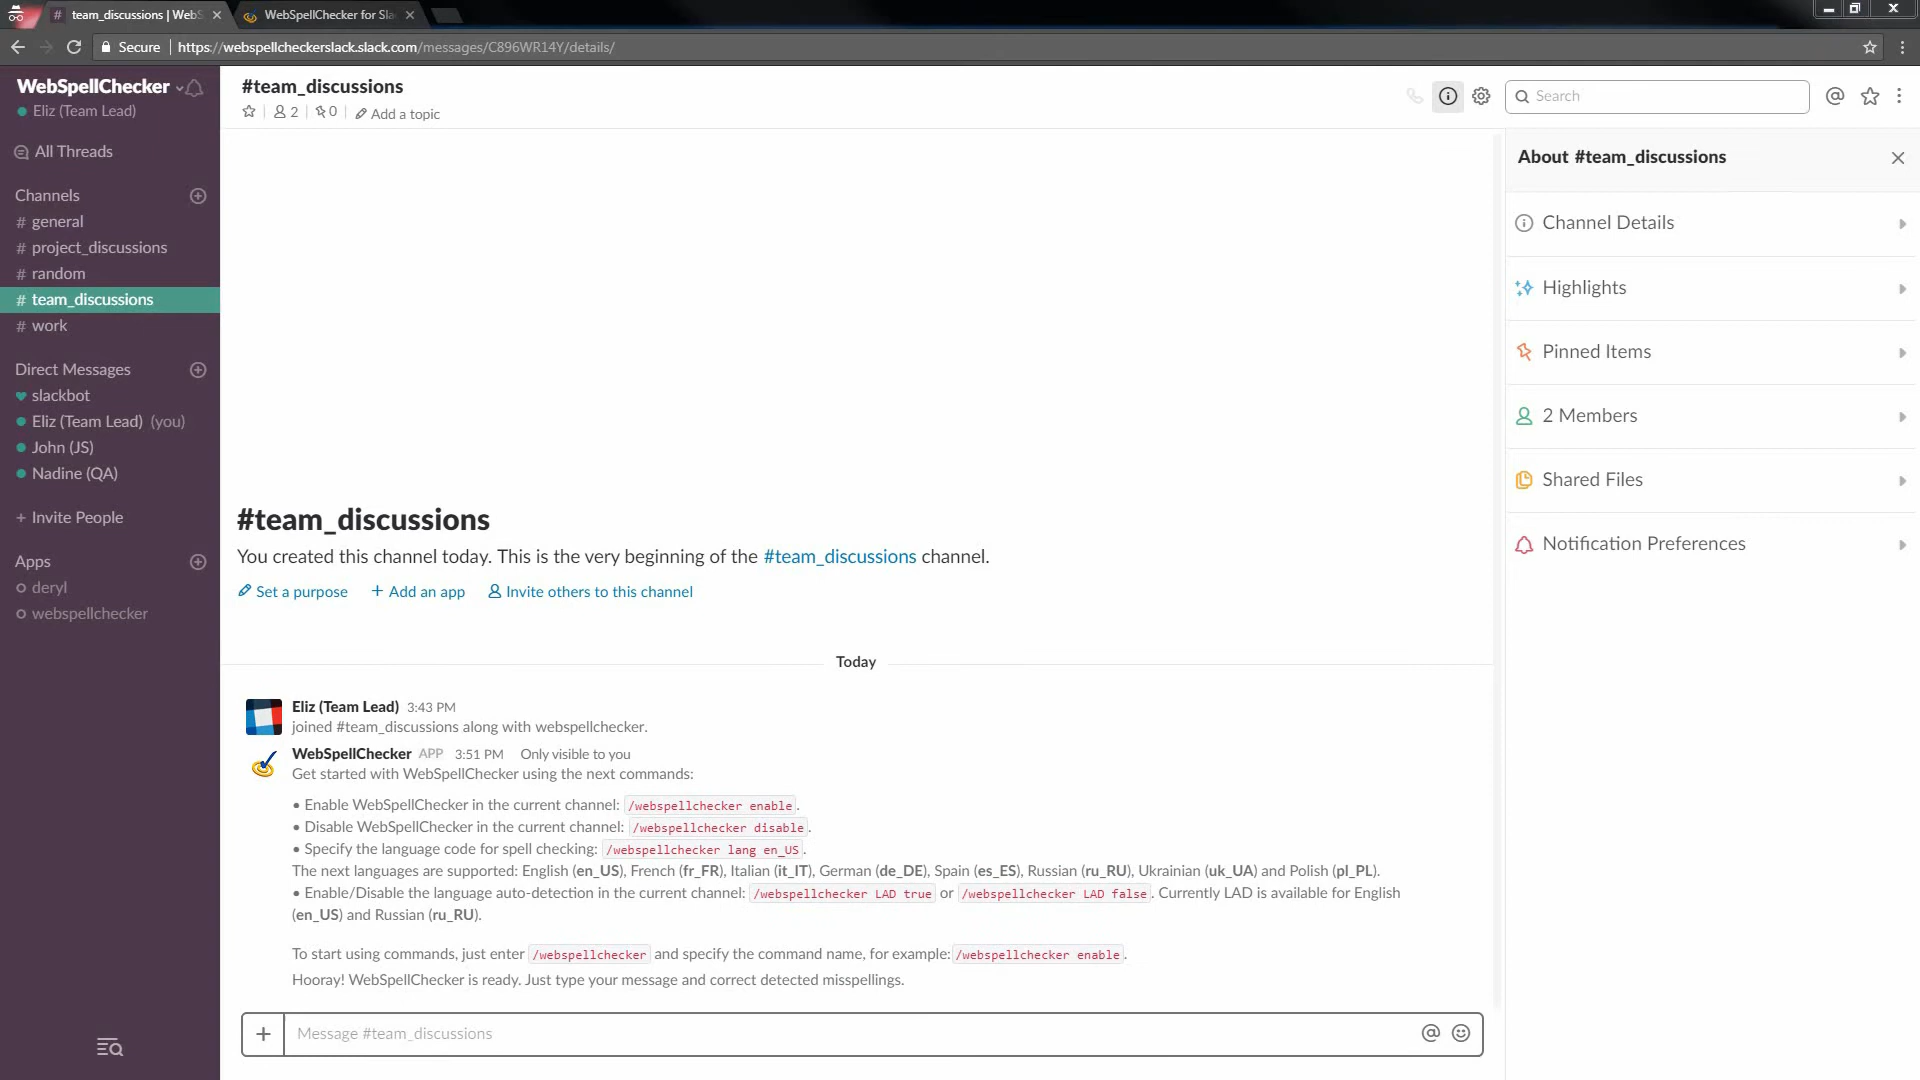 team_discussions | WebS
WebSpellChecker for Sla
Secure | https://webspellcheckerslack.slack.com/messages/C896WR14Y/details/
WebSpellChecker
Eliz (Team Lead)
All Threads
Channels
# general
# project_discussions
# random
# team_discussions
# work
Direct Messages
slackbot
Eliz (Team Lead) (you)
John (JS)
Nadine (QA)
+ Invite People
Apps
deryl
webspellchecker
#team_discussions
2 | 0 | Add a topic
Search
#team_discussions
You created this channel today. This is the very beginning of the #team_discussions channel.
Set a purpose + Add an app Invite others to this channel
Today
Eliz (Team Lead) 3:43 PM
joined #team_discussions along with webspellchecker.
WebSpellChecker APP 3:51 PM Only visible to you
Get started with WebSpellChecker using the next commands:
• Enable WebSpellChecker in the current channel: /webspellchecker enable.
• Disable WebSpellChecker in the current channel: /webspellchecker disable.
• Specify the language code for spell checking: /webspellchecker lang en_US.
The next languages are supported: English (en_US), French (fr_FR), Italian (it_IT), German (de_DE), Spain (es_ES), Russian (ru_RU), Ukrainian (uk_UA) and Polish (pl_PL).
• Enable/Disable the language auto-detection in the current channel: /webspellchecker LAD true or /webspellchecker LAD false. Currently LAD is available for English
(en_US) and Russian (ru_RU).
To start using commands, just enter /webspellchecker and specify the command name, for example: /webspellchecker enable.
Hooray! WebSpellChecker is ready. Just type your message and correct detected misspellings.
Message #team_discussions
About #team_discussions
Channel Details
Highlights
Pinned Items
2 Members
Shared Files
Notification Preferences